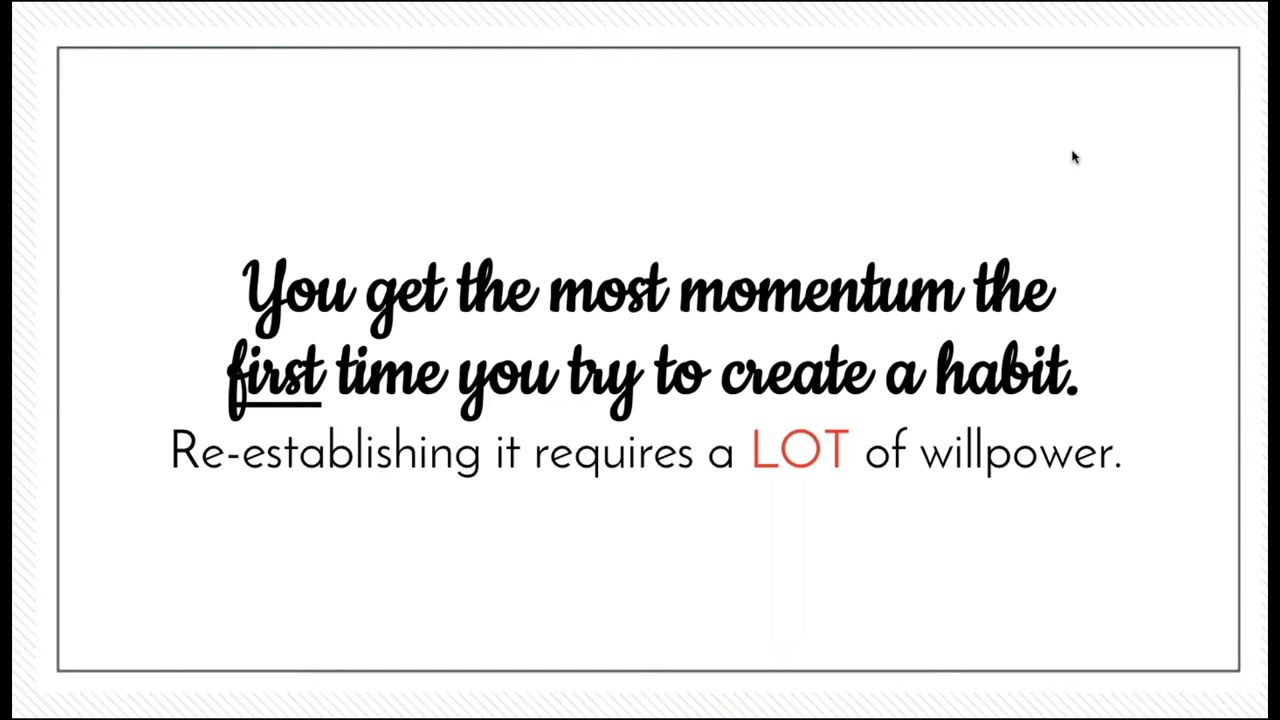 You get the most momentum the
first time you try to create a habit.
Re-establishing it requires a LOT of willpower.